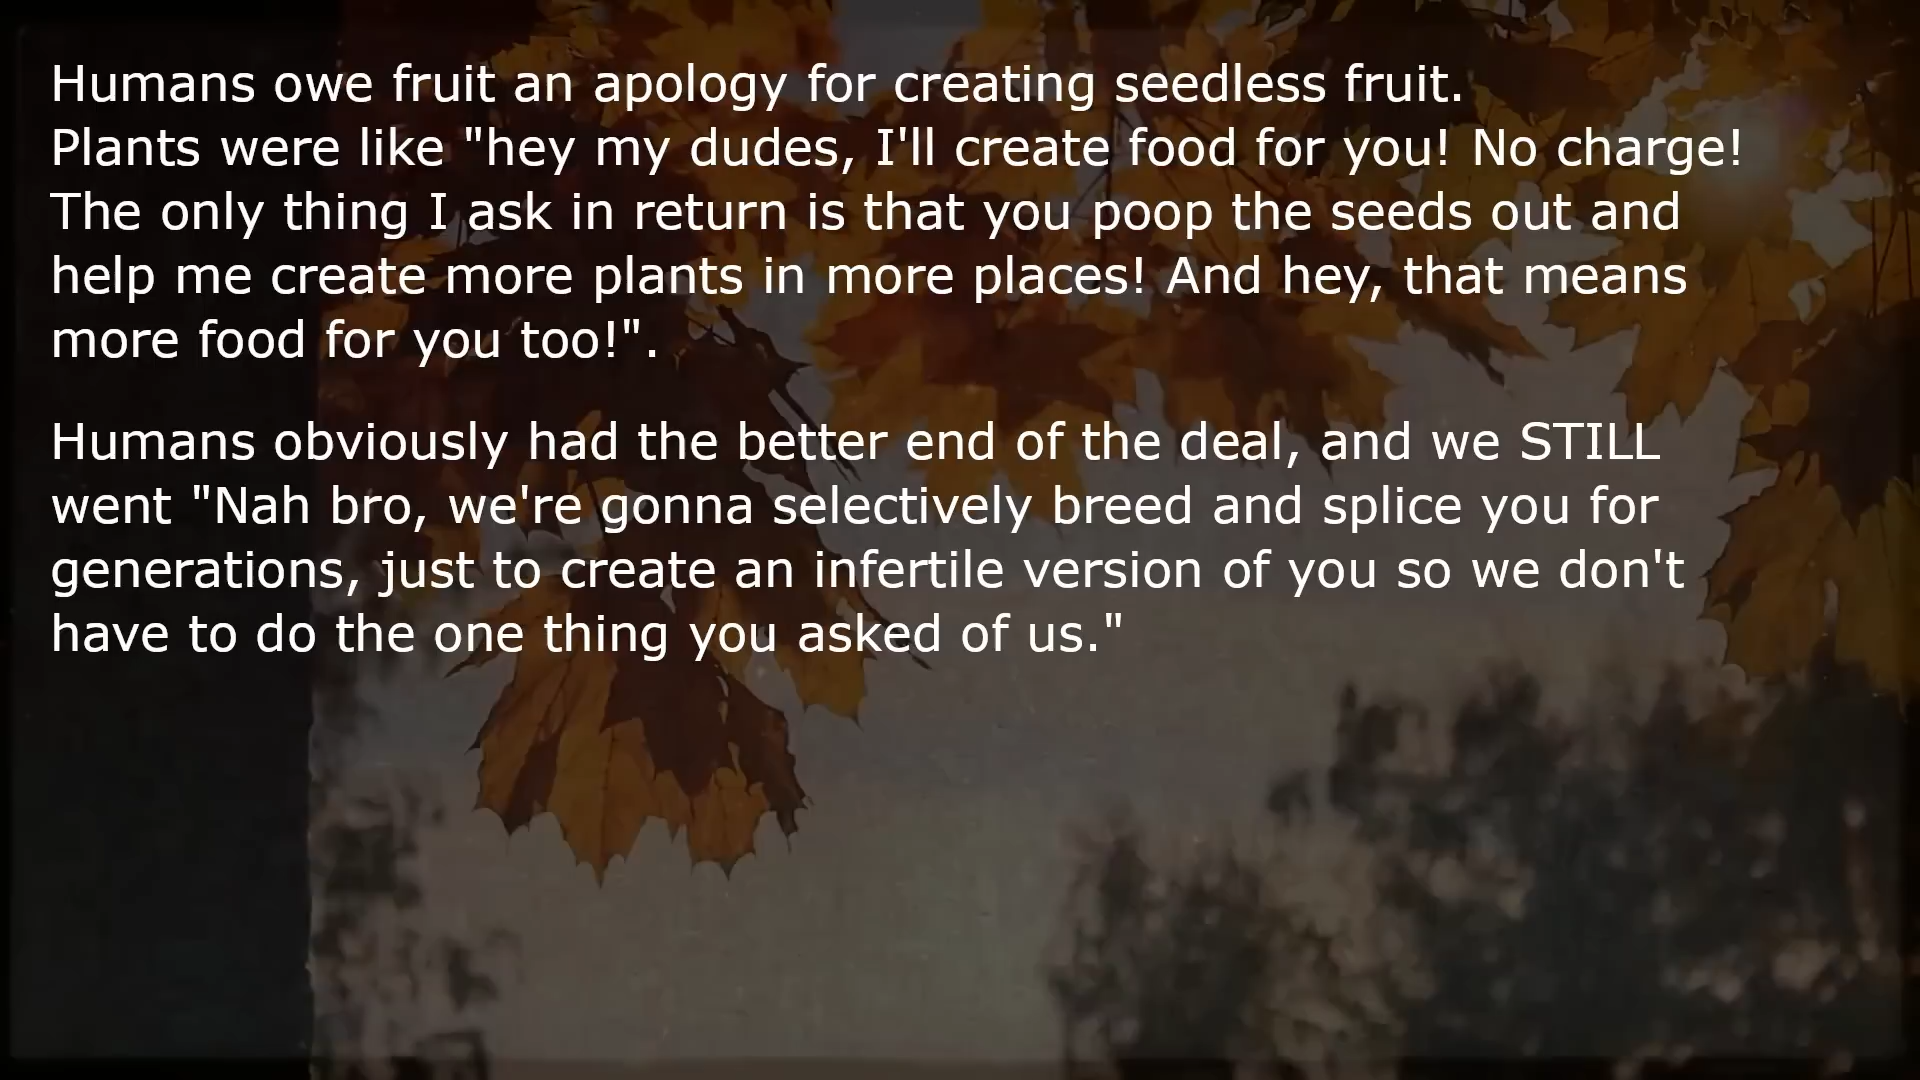 Humans owe fruit an apology for creating seedless fruit.
Plants were like "hey my dudes, I'll create food for you! No charge!
The only thing I ask in return is that you poop the seeds out and
help me create more plants in more places! And hey, that means
more food for you too!".
Humans obviously had the better end of the deal, and we STILL
went "Nah bro, we're gonna selectively breed and splice you for
generations, just to create an infertile version of you so we don't
have to do the one thing you asked of us."